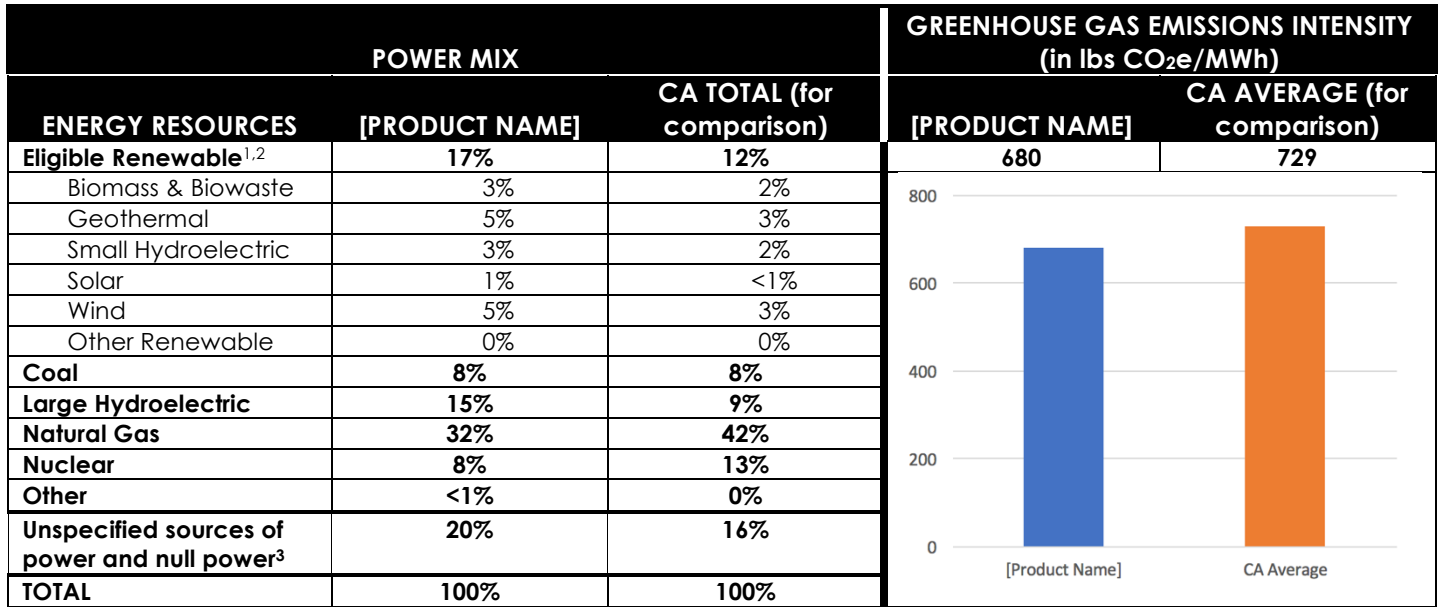 POWER MIX
GREENHOUSE GAS EMISSIONS INTENSITY
(in lbs CO₂e/MWh)
ENERGY RESOURCES [PRODUCT NAME] CA TOTAL (for
comparison)
[PRODUCT NAME] CA AVERAGE (for
comparison)
Eligible Renewable¹,² 17% 12% 680 729
Biomass & Biowaste 3% 2%
Geothermal 5% 3%
Small Hydroelectric 3% 2%
Solar 1% <1%
Wind 5% 3%
Other Renewable 0% 0%
Coal 8% 8%
Large Hydroelectric 15% 9%
Natural Gas 32% 42%
Nuclear 8% 13%
Other <1% 0%
Unspecified sources of 20% 16%
power and null power³
TOTAL 100% 100%
800
600
400
200
0
[Product Name] CA Average